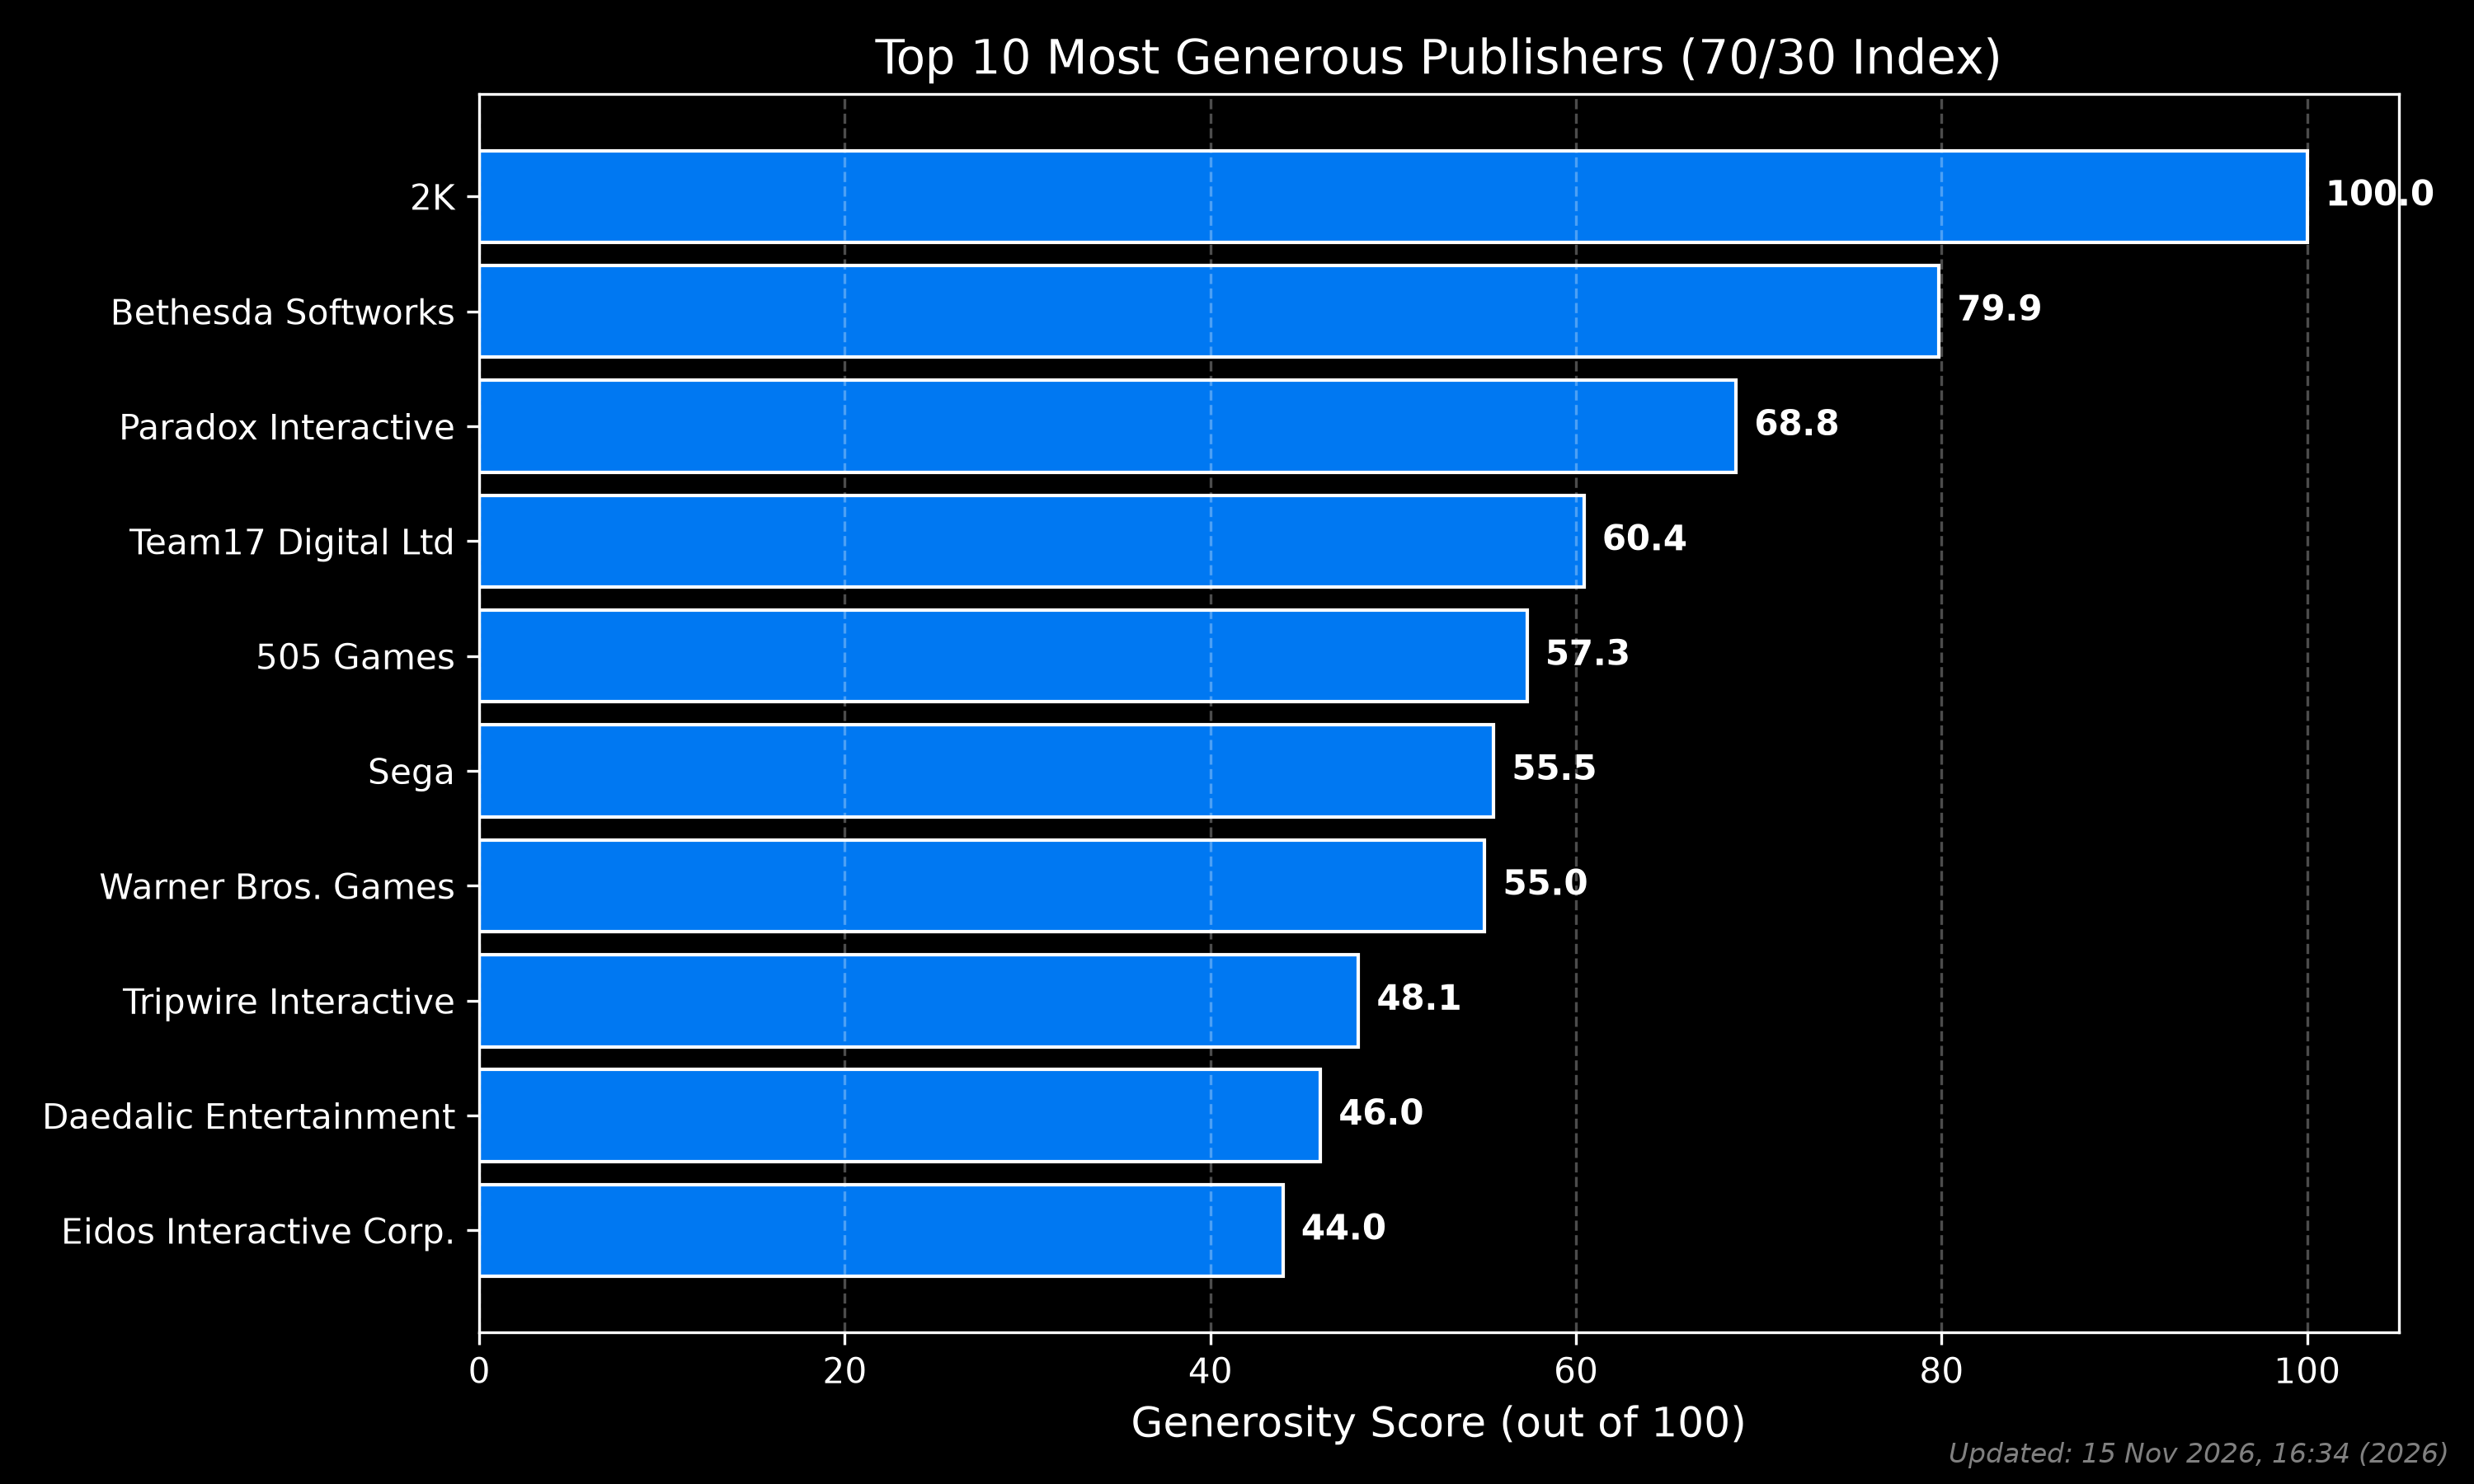 Top 10 Most Generous Publishers (70/30 Index)
2K 100.0
Bethesda Softworks 79.9
Paradox Interactive 68.8
Team17 Digital Ltd 60.4
505 Games 57.3
Sega 55.5
Warner Bros. Games 55.0
Tripwire Interactive 48.1
Daedalic Entertainment 46.0
Eidos Interactive Corp. 44.0
0 20 40 60 80 100
Generosity Score (out of 100)
Updated: 15 Nov 2026, 16:34 (2026)